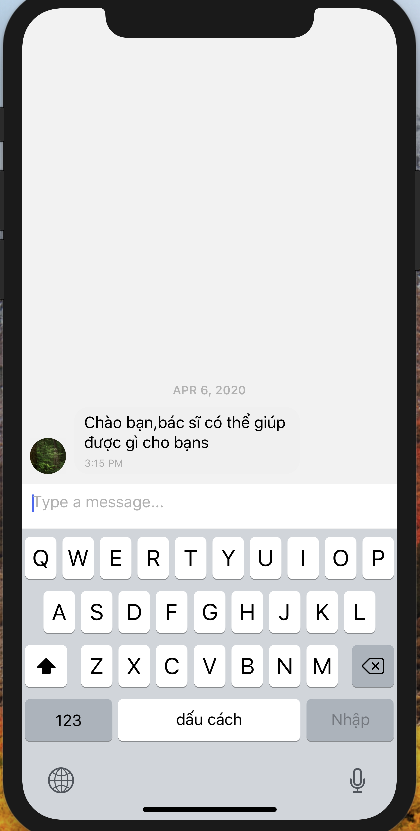 APR 6, 2020
Chào bạn,bác sĩ có thể giúp
được gì cho bạns
3:15 PM
Type a message...
Q W E R T Y U I O P
A S D F G H J K L
Z X C V B N M
123 dấu cách Nhập